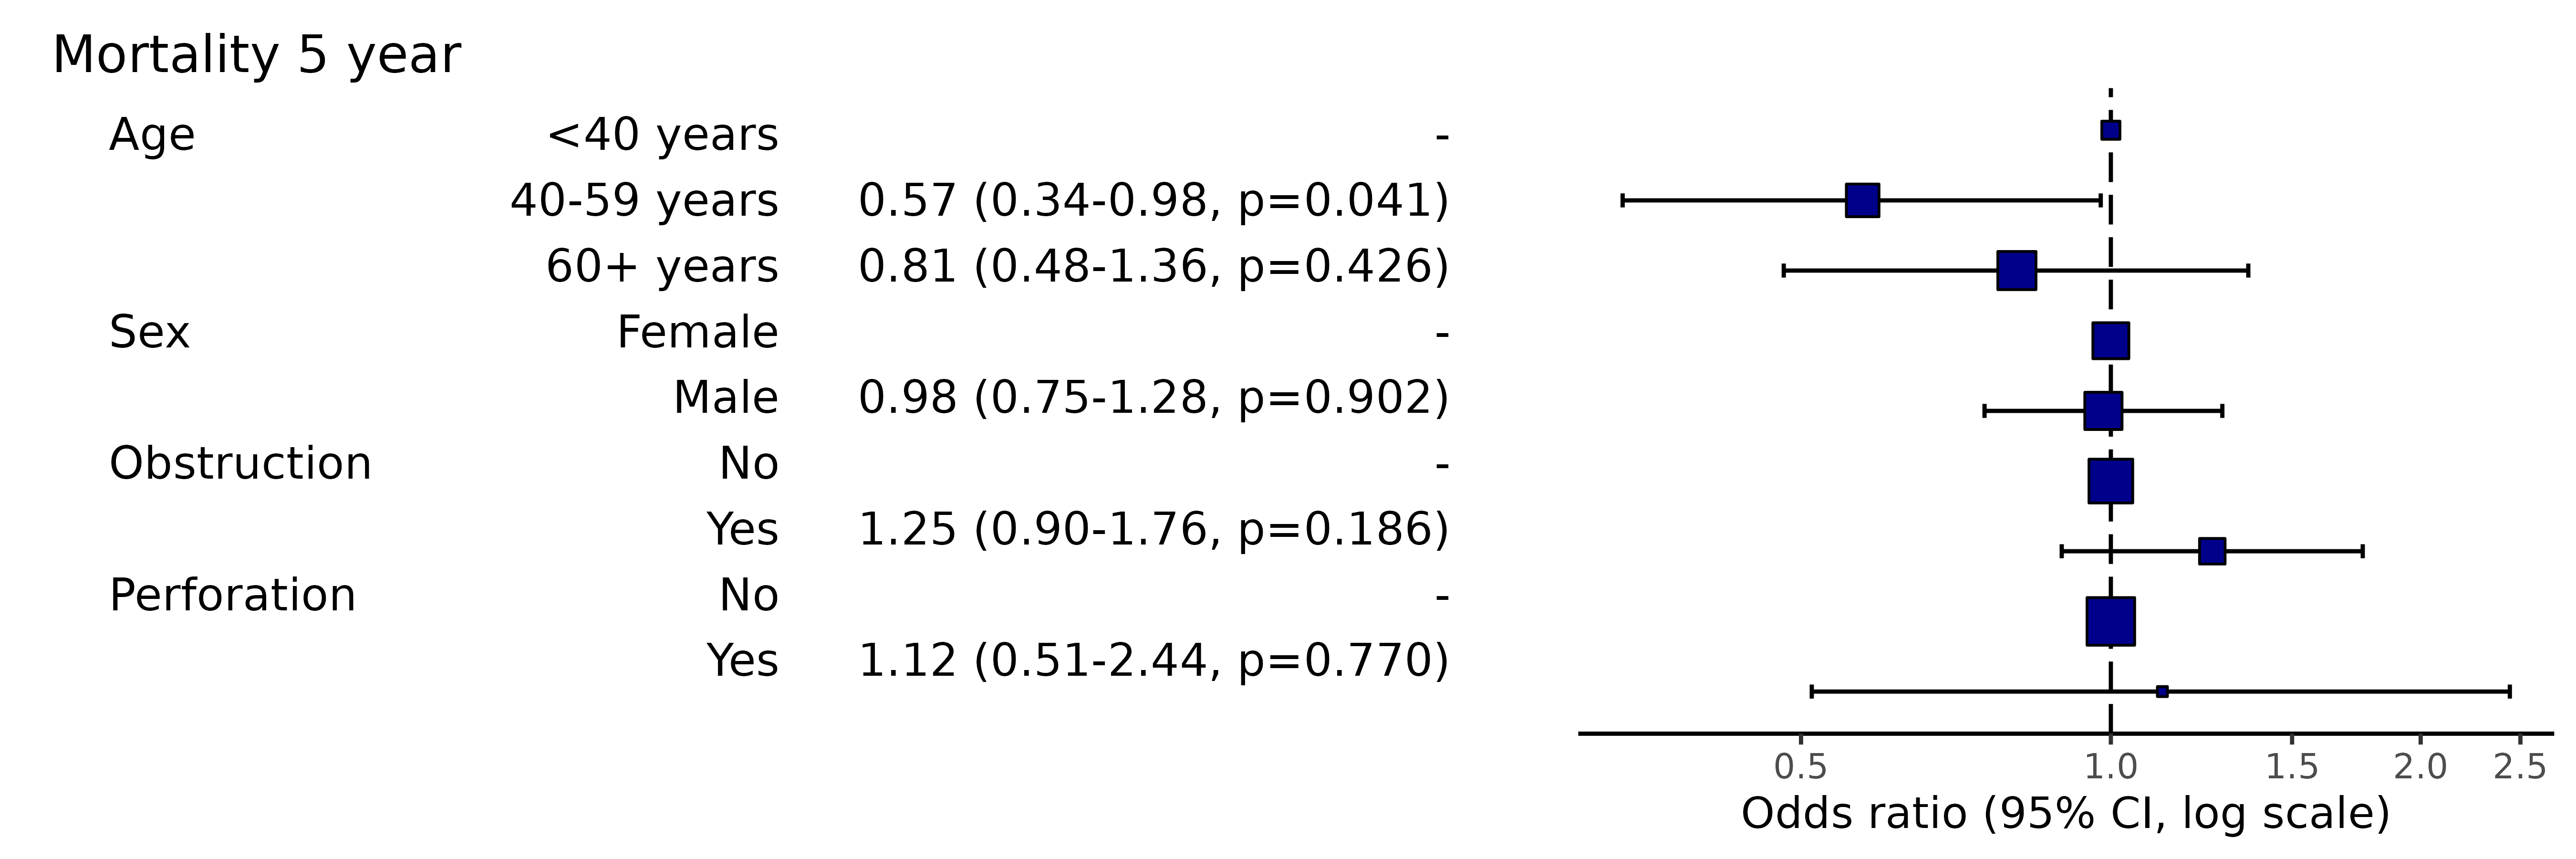 Mortality 5 year
Age <40 years -
40-59 years 0.57 (0.34-0.98, p=0.041)
60+ years 0.81 (0.48-1.36, p=0.426)
Sex Female -
Male 0.98 (0.75-1.28, p=0.902)
Obstruction No -
Yes 1.25 (0.90-1.76, p=0.186)
Perforation No -
Yes 1.12 (0.51-2.44, p=0.770)
0.5 1.0 1.5 2.0 2.5
Odds ratio (95% CI, log scale)